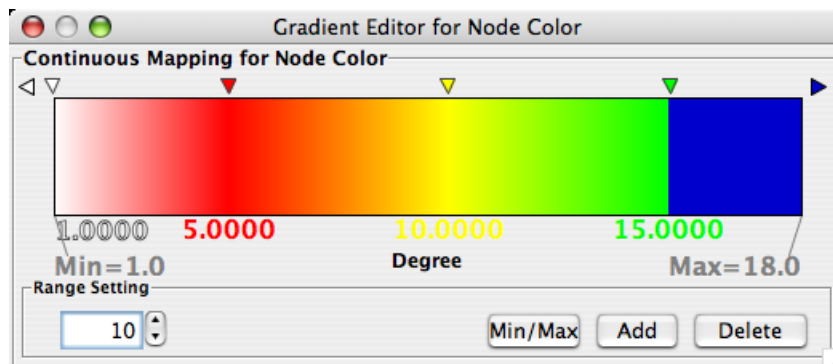 Gradient Editor for Node Color
Continuous Mapping for Node Color
1.0000 5.0000 10.0000 15.0000
Min=1.0 Degree Max=18.0
Range Setting
10 Min/Max Add Delete